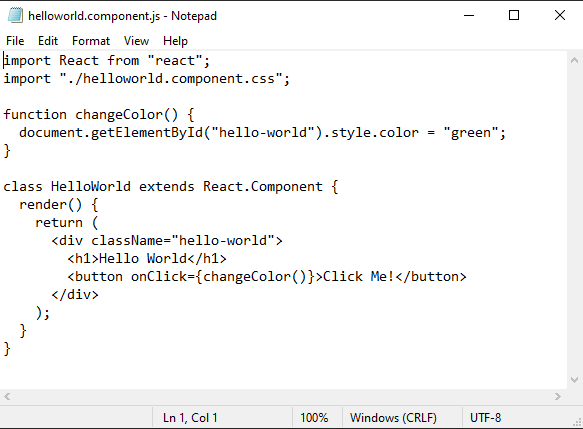 helloworld.component.js - Notepad
File Edit Format View Help
import React from "react";
import "./helloworld.component.css";

function changeColor() {
  document.getElementById("hello-world").style.color = "green";
}

class HelloWorld extends React.Component {
  render() {
    return (
      <div className="hello-world">
        <h1>Hello World</h1>
        <button onClick={changeColor()}>Click Me!</button>
      </div>
    );
  }
}
Ln 1, Col 1 100% Windows (CRLF) UTF-8